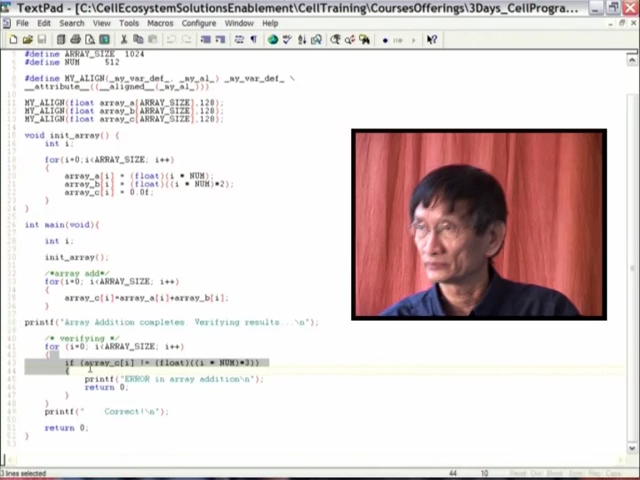 TextPad - [C:\CellEcosystemSolutionsEnablement\CellTraining\CoursesOfferings\3Days_CellProgra...
File Edit Search View Tools Macros Configure Window Help
#define ARRAY_SIZE 1024
#define NUM 512
#define MY_ALIGN(_my_var_def_, _my_al_) _my_var_def_ \
__attribute__((__aligned__(_my_al_)))
MY_ALIGN(float array_a[ARRAY_SIZE],128);
MY_ALIGN(float array_b[ARRAY_SIZE],128);
MY_ALIGN(float array_c[ARRAY_SIZE],128);
void init_array() {
int i;
for(i=0;i<ARRAY_SIZE; i++)
{
array_a[i] = (float)(i * NUM);
array_b[i] = (float)((i * NUM)*2);
array_c[i] = 0.0f;
}
}
int main(void){
int i;
init_array();
/*array add*/
for(i=0; i<ARRAY_SIZE; i++)
{
array_c[i]=array_a[i]+array_b[i];
}
printf("Array Addition completes. Verifying results...\n");
/* verifying */
for (i=0; i<ARRAY_SIZE; i++)
{
if (array_c[i] != (float)((i * NUM)*3))
{
printf("ERROR in array addition\n");
return 0;
}
}
printf(" Correct!\n");
return 0;
}
3 lines selected
44 10